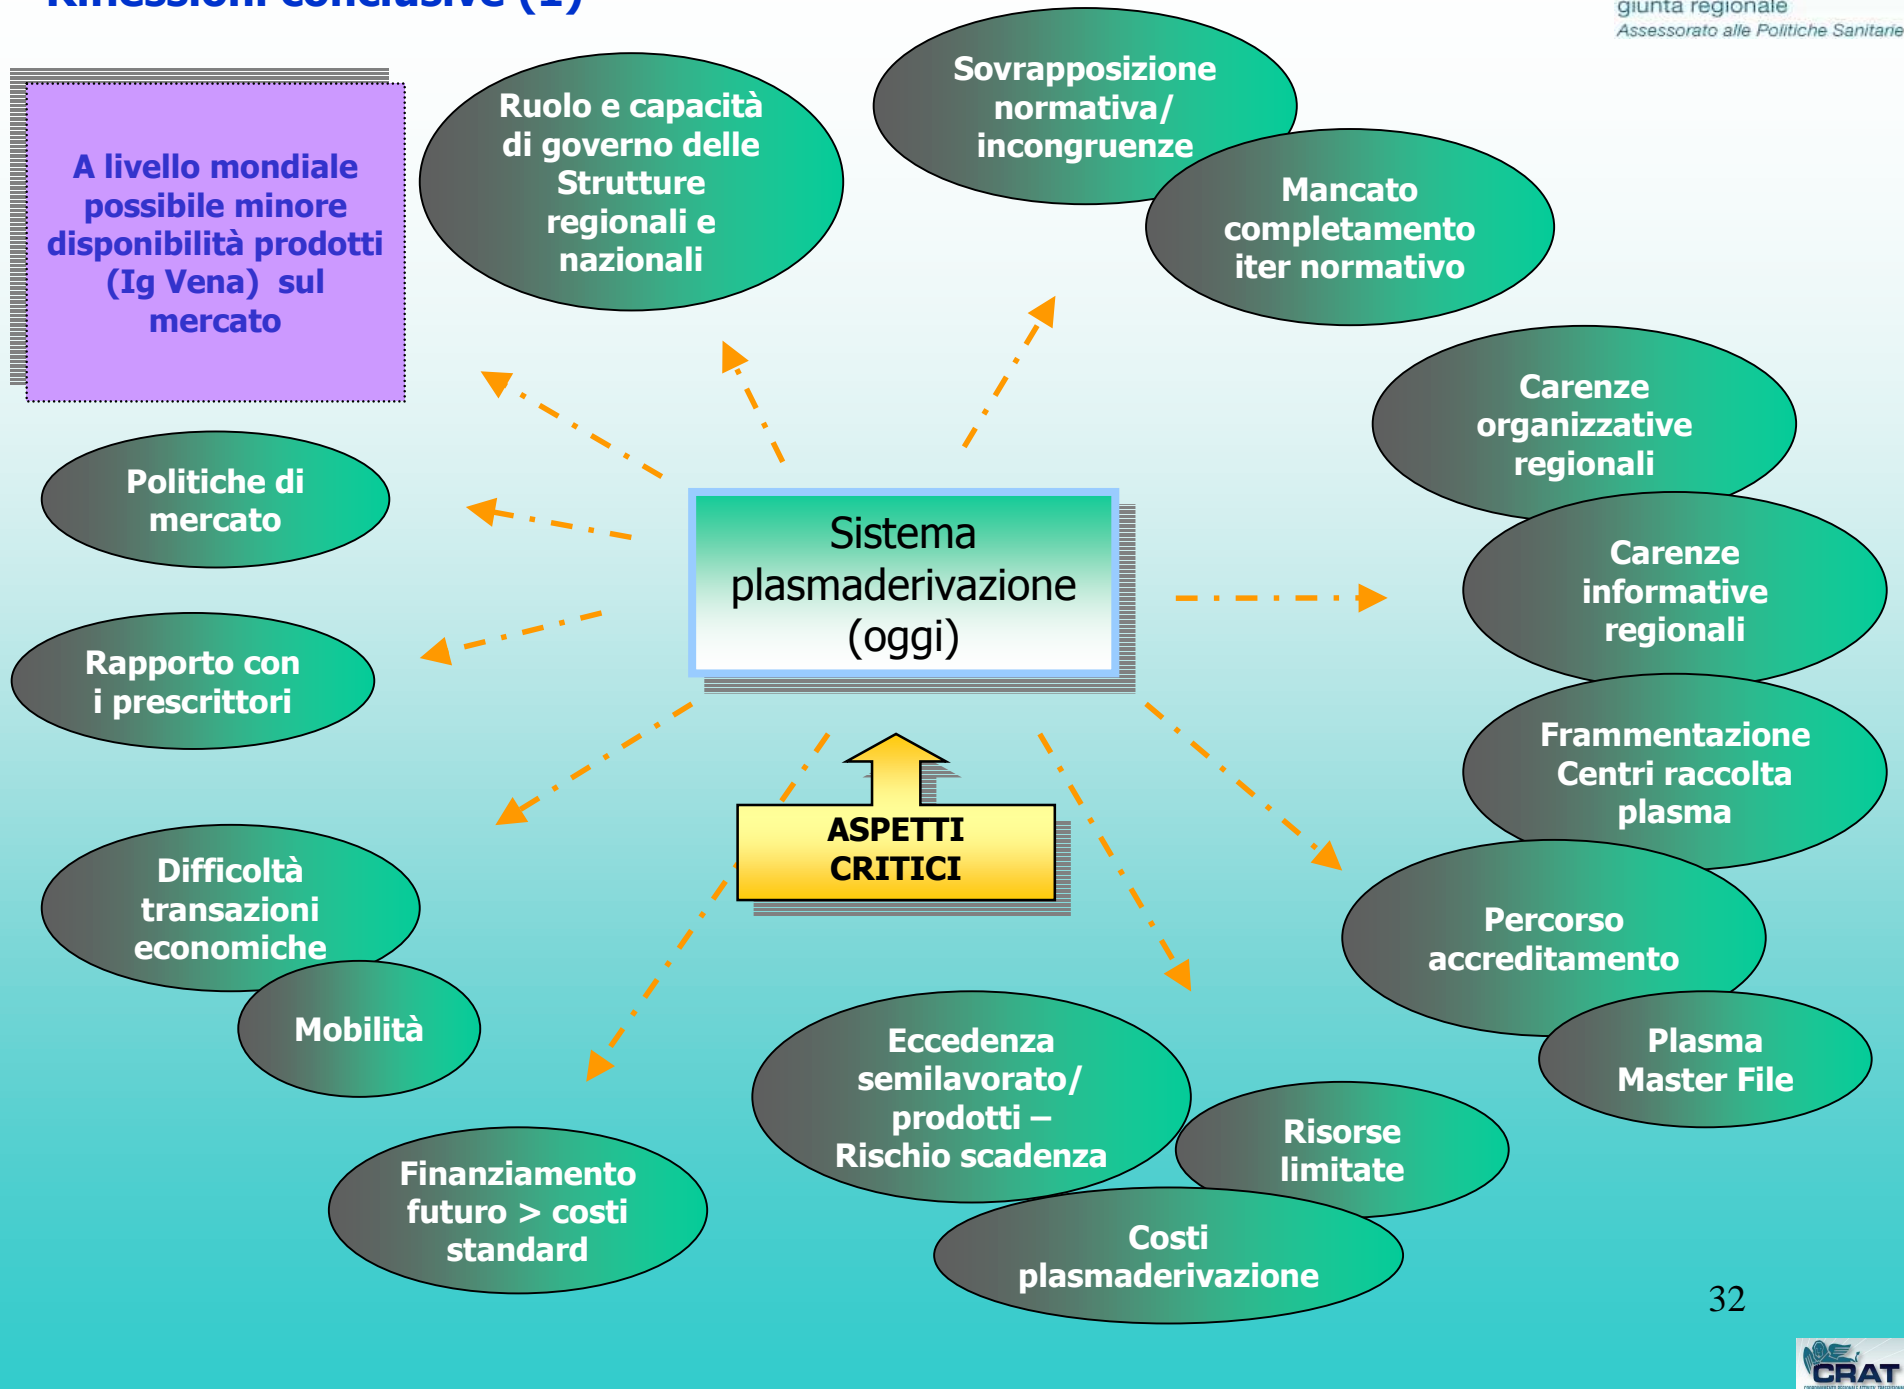 Riflessioni conclusive (1)
giunta regionale
Assessorato alle Politiche Sanitarie
A livello mondiale
possibile minore
disponibilità prodotti
(Ig Vena) sul
mercato
Ruolo e capacità
di governo delle
Strutture
regionali e
nazionali
Sovrapposizione
normativa/
incongruenze
Mancato
completamento
iter normativo
Carenze
organizzative
regionali
Carenze
informative
regionali
Frammentazione
Centri raccolta
plasma
Percorso
accreditamento
Plasma
Master File
Politiche di
mercato
Rapporto con
i prescrittori
Sistema
plasmaderivazione
(oggi)
ASPETTI
CRITICI
Difficoltà
transazioni
economiche
Mobilità
Finanziamento
futuro > costi
standard
Eccedenza
semilavorato/
prodotti –
Rischio scadenza
Risorse
limitate
Costi
plasmaderivazione
32
CRAT